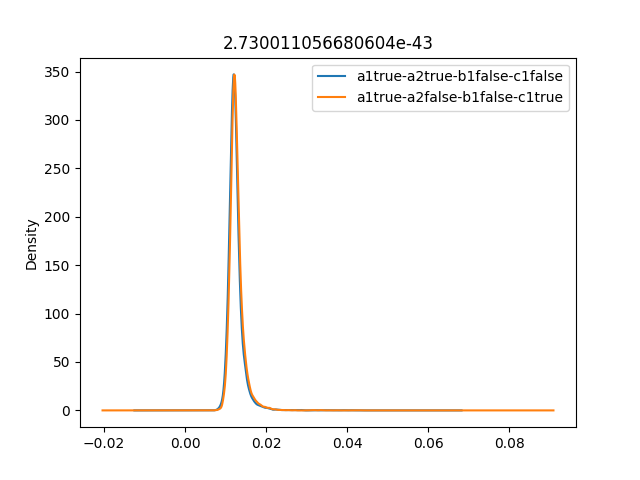 2.730011056680604e-43
a1true-a2true-b1false-c1false
a1true-a2false-b1false-c1true
Density
350
300
250
200
150
100
50
0
−0.02 0.00 0.02 0.04 0.06 0.08